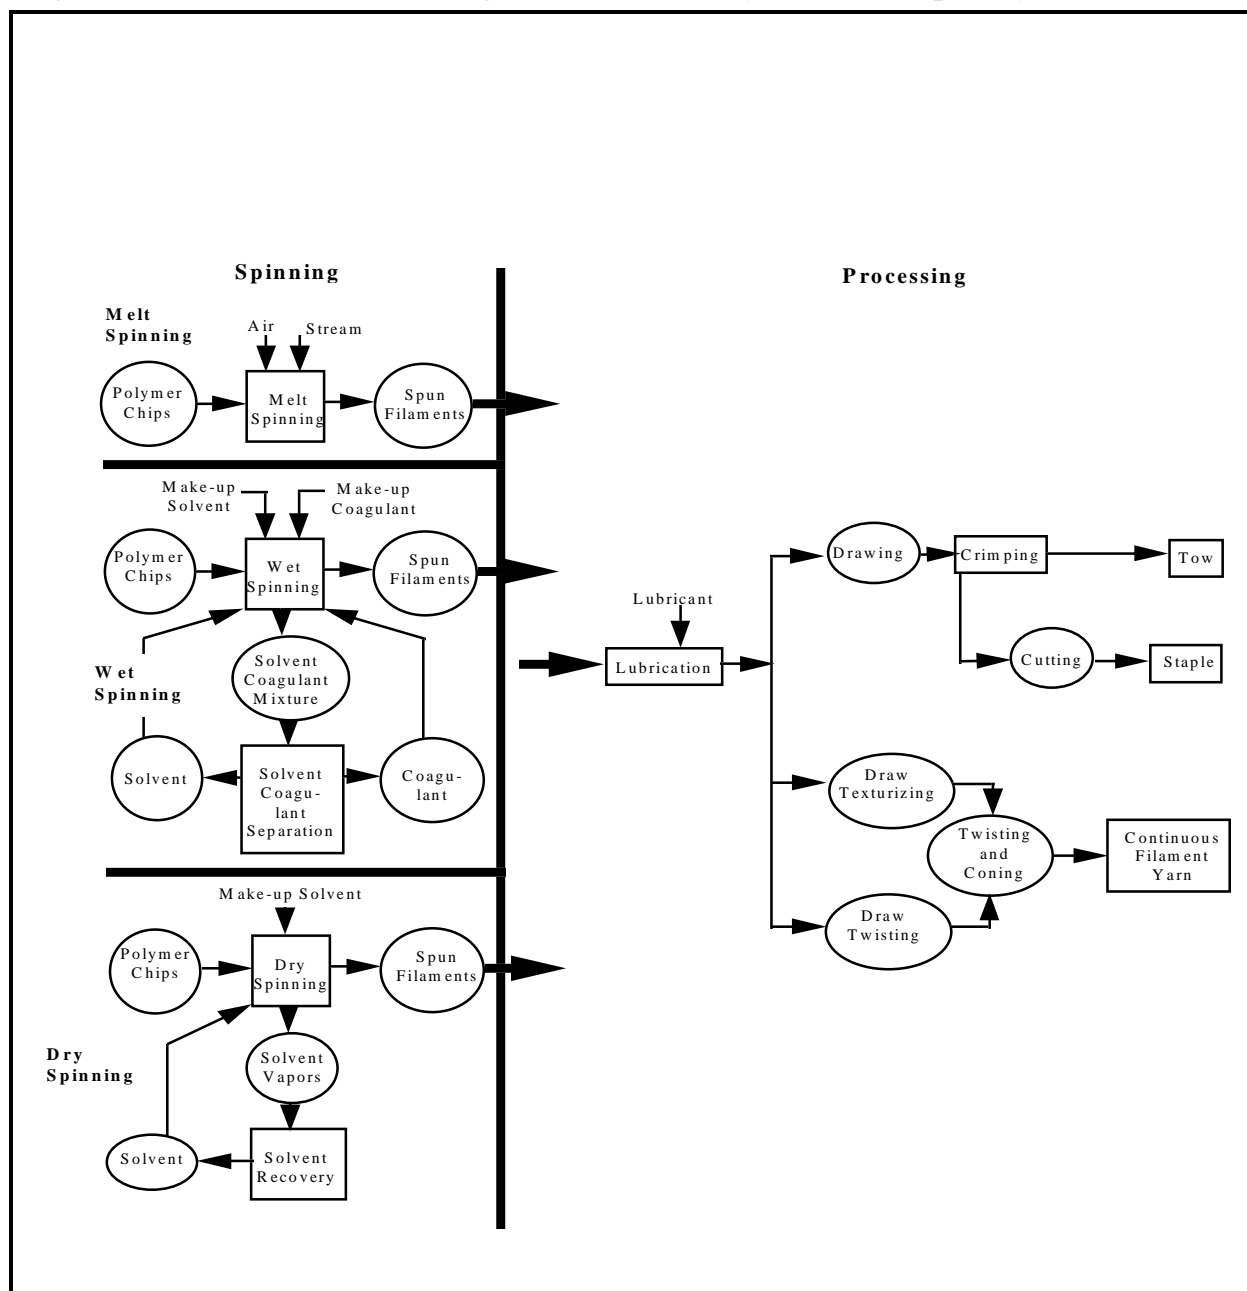 Spinning
Processing
Melt
Spinning
Air
Stream
Polymer
Chips
Melt
Spinning
Spun
Filaments
Make-up
Solvent
Make-up
Coagulant
Polymer
Chips
Wet
Spinning
Spun
Filaments
Wet
Spinning
Solvent
Coagulant
Mixture
Solvent
Solvent
Coagu-
lant
Separation
Coagu-
lant
Make-up Solvent
Polymer
Chips
Dry
Spinning
Spun
Filaments
Dry
Spinning
Solvent
Vapors
Solvent
Solvent
Recovery
Lubricant
Lubrication
Drawing
Crimping
Tow
Cutting
Staple
Draw
Texturizing
Twisting
and
Coning
Continuous
Filament
Yarn
Draw
Twisting